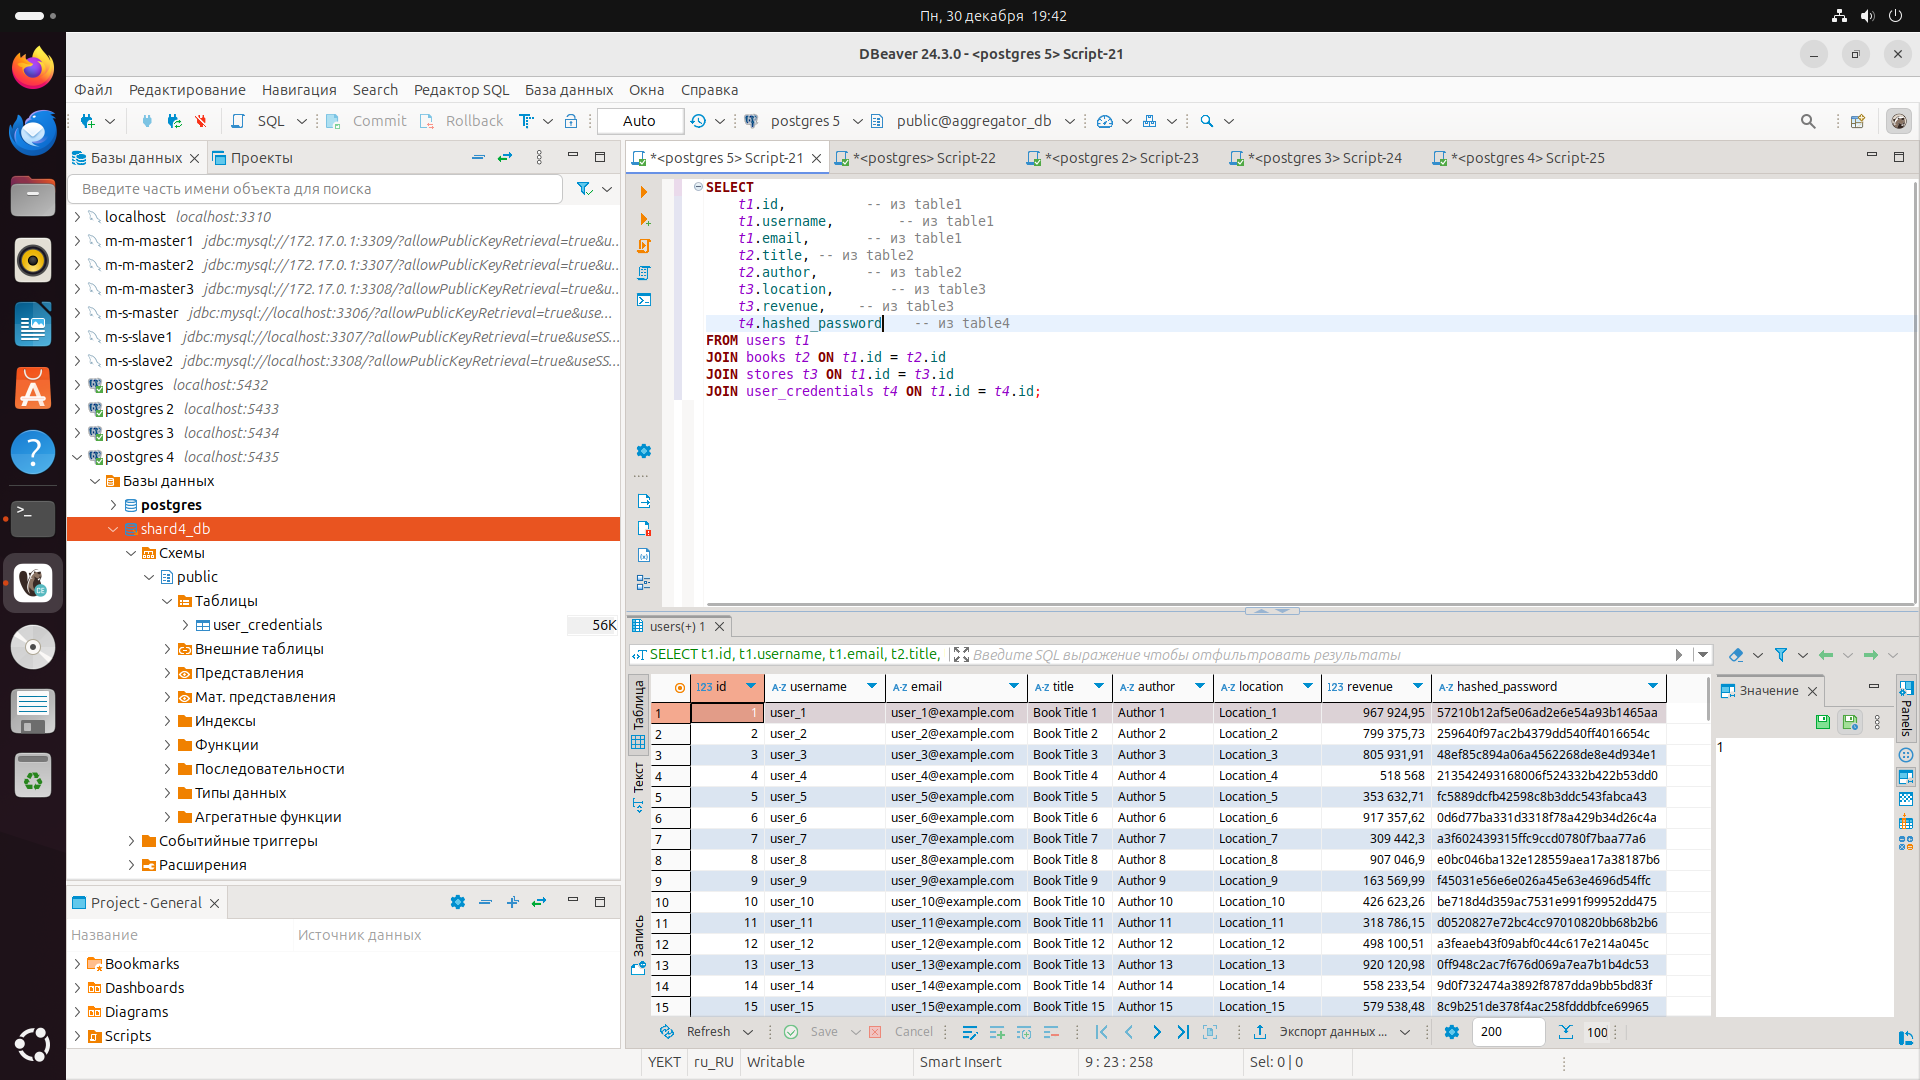 Пн, 30 декабря 19:42
DBeaver 24.3.0 - <postgres 5> Script-21
Файл Редактирование Навигация Search Редактор SQL База данных Окна Справка
SQL Commit Rollback Auto postgres 5 public@aggregator_db
Базы данных Проекты
Введите часть имени объекта для поиска
localhost localhost:3310
m-m-master1 jdbc:mysql://172.17.0.1:3309/?allowPublicKeyRetrieval=true&u...
m-m-master2 jdbc:mysql://172.17.0.1:3307/?allowPublicKeyRetrieval=true&u...
m-m-master3 jdbc:mysql://172.17.0.1:3308/?allowPublicKeyRetrieval=true&u...
m-s-master jdbc:mysql://localhost:3306/?allowPublicKeyRetrieval=true&use...
m-s-slave1 jdbc:mysql://localhost:3307/?allowPublicKeyRetrieval=true&useSS...
m-s-slave2 jdbc:mysql://localhost:3308/?allowPublicKeyRetrieval=true&useSS...
postgres localhost:5432
postgres 2 localhost:5433
postgres 3 localhost:5434
postgres 4 localhost:5435
Базы данных
postgres
shard4_db
Схемы
public
Таблицы
user_credentials 56K
Внешние таблицы
Представления
Мат. представления
Индексы
Функции
Последовательности
Типы данных
Агрегатные функции
Событийные триггеры
Расширения
Project - General
Название Источник данных
Bookmarks
Dashboards
Diagrams
Scripts
*<postgres 5> Script-21 *<postgres> Script-22 *<postgres 2> Script-23 *<postgres 3> Script-24 *<postgres 4> Script-25
SELECT
t1.id, -- из table1
t1.username, -- из table1
t1.email, -- из table1
t2.title, -- из table2
t2.author, -- из table2
t3.location, -- из table3
t3.revenue, -- из table3
t4.hashed_password -- из table4
FROM users t1
JOIN books t2 ON t1.id = t2.id
JOIN stores t3 ON t1.id = t3.id
JOIN user_credentials t4 ON t1.id = t4.id;
users(+) 1
SELECT t1.id, t1.username, t1.email, t2.title, Введите SQL выражение чтобы отфильтровать результаты
Таблица
Текст
Запись
123 id A-Z username A-Z email A-Z title A-Z author A-Z location 123 revenue A-Z hashed_password
1 1 user_1 user_1@example.com Book Title 1 Author 1 Location_1 967 924,95 57210b12af5e06ad2e6e54a93b1465aa
2 2 user_2 user_2@example.com Book Title 2 Author 2 Location_2 799 375,73 259640f97ac2b4379dd540ff4016654c
3 3 user_3 user_3@example.com Book Title 3 Author 3 Location_3 805 931,91 48ef85c894a06a4562268de8e4d934e1
4 4 user_4 user_4@example.com Book Title 4 Author 4 Location_4 518 568 213542493168006f524332b422b53dd0
5 5 user_5 user_5@example.com Book Title 5 Author 5 Location_5 353 632,71 fc5889dcfb42598c8b3ddc543fabca43
6 6 user_6 user_6@example.com Book Title 6 Author 6 Location_6 917 357,62 0d6d77ba331d3318f78a429b34d26c4a
7 7 user_7 user_7@example.com Book Title 7 Author 7 Location_7 309 442,3 a3f602439315ffc9ccd0780f7baa77a6
8 8 user_8 user_8@example.com Book Title 8 Author 8 Location_8 907 046,9 e0bc046ba132e128559aea17a38187b6
9 9 user_9 user_9@example.com Book Title 9 Author 9 Location_9 163 569,99 f45031e56e6e026a45e63e4696d54ffc
10 10 user_10 user_10@example.com Book Title 10 Author 10 Location_10 426 623,26 be718d4d359ac7531e991f99952dd475
11 11 user_11 user_11@example.com Book Title 11 Author 11 Location_11 318 786,15 d0520827e72bc4cc97010820bb68b2b6
12 12 user_12 user_12@example.com Book Title 12 Author 12 Location_12 498 100,51 a3feaeb43f09abf0c44c617e214a045c
13 13 user_13 user_13@example.com Book Title 13 Author 13 Location_13 920 120,98 0ff948c2ac7f676d069a7ea7b1b4dc53
14 14 user_14 user_14@example.com Book Title 14 Author 14 Location_14 558 233,54 9d0f732474a3892f8787dda9bb5bd83f
15 15 user_15 user_15@example.com Book Title 15 Author 15 Location_15 579 538,48 8c9b251de378f4ac258fdddbfce69965
Значение
1
Panels
Refresh Save Cancel Экспорт данных ... 200 100
YEKT ru_RU Writable Smart Insert 9 : 23 : 258 Sel: 0 | 0